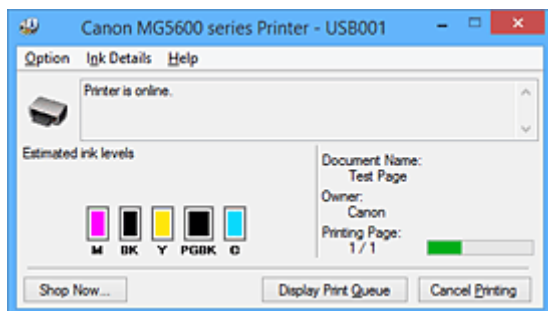 Canon MG5600 series Printer - USB001
Option Ink Details Help
Printer is online.
Estimated ink levels
Document Name:
Test Page
Owner:
Canon
Printing Page:
1 / 1
M BK Y PGBK C
Shop Now... Display Print Queue Cancel Printing